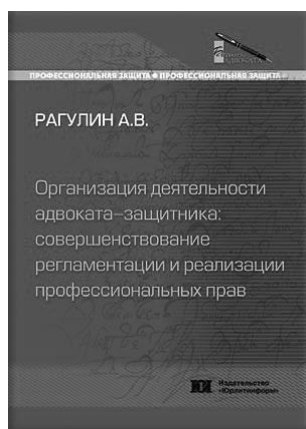 ПРОФЕССИОНАЛЬНАЯ ЗАЩИТА ● ПРОФЕССИОНАЛЬНАЯ ЗАЩИТА
РАГУЛИН А.В.
Организация деятельности
адвоката–защитника:
совершенствование
регламентации и реализации
профессиональных прав
Издательство
«Юрлитинформ»